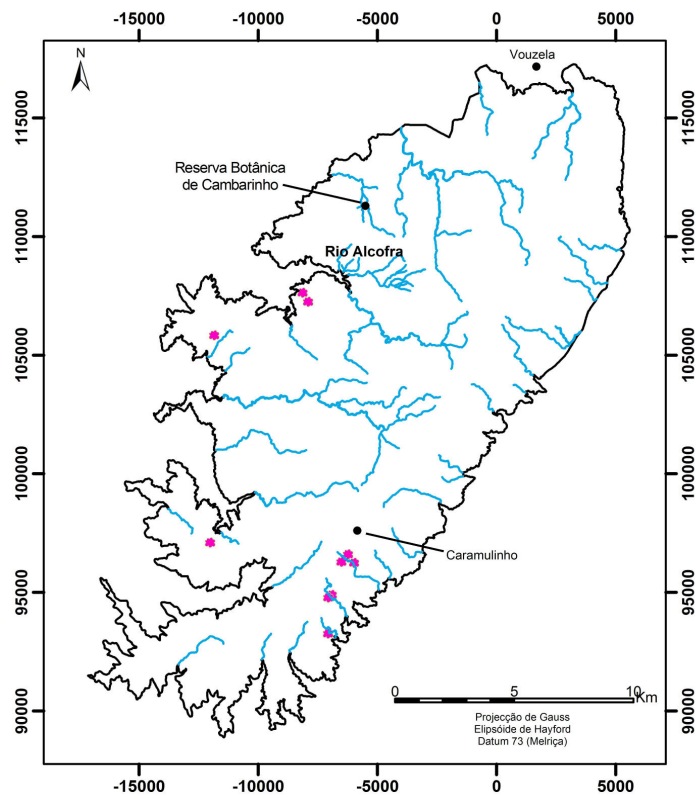 -15000 -10000 -5000 0 5000
N
Vouzela
115000 115000
Reserva Botânica
de Cambarinho
110000 110000
Rio Alcofra
105000 105000
100000 100000
Caramulinho
95000 95000
0 5 10
Km
90000 90000
Projecção de Gauss
Elipsóide de Hayford
Datum 73 (Melriça)
-15000 -10000 -5000 0 5000